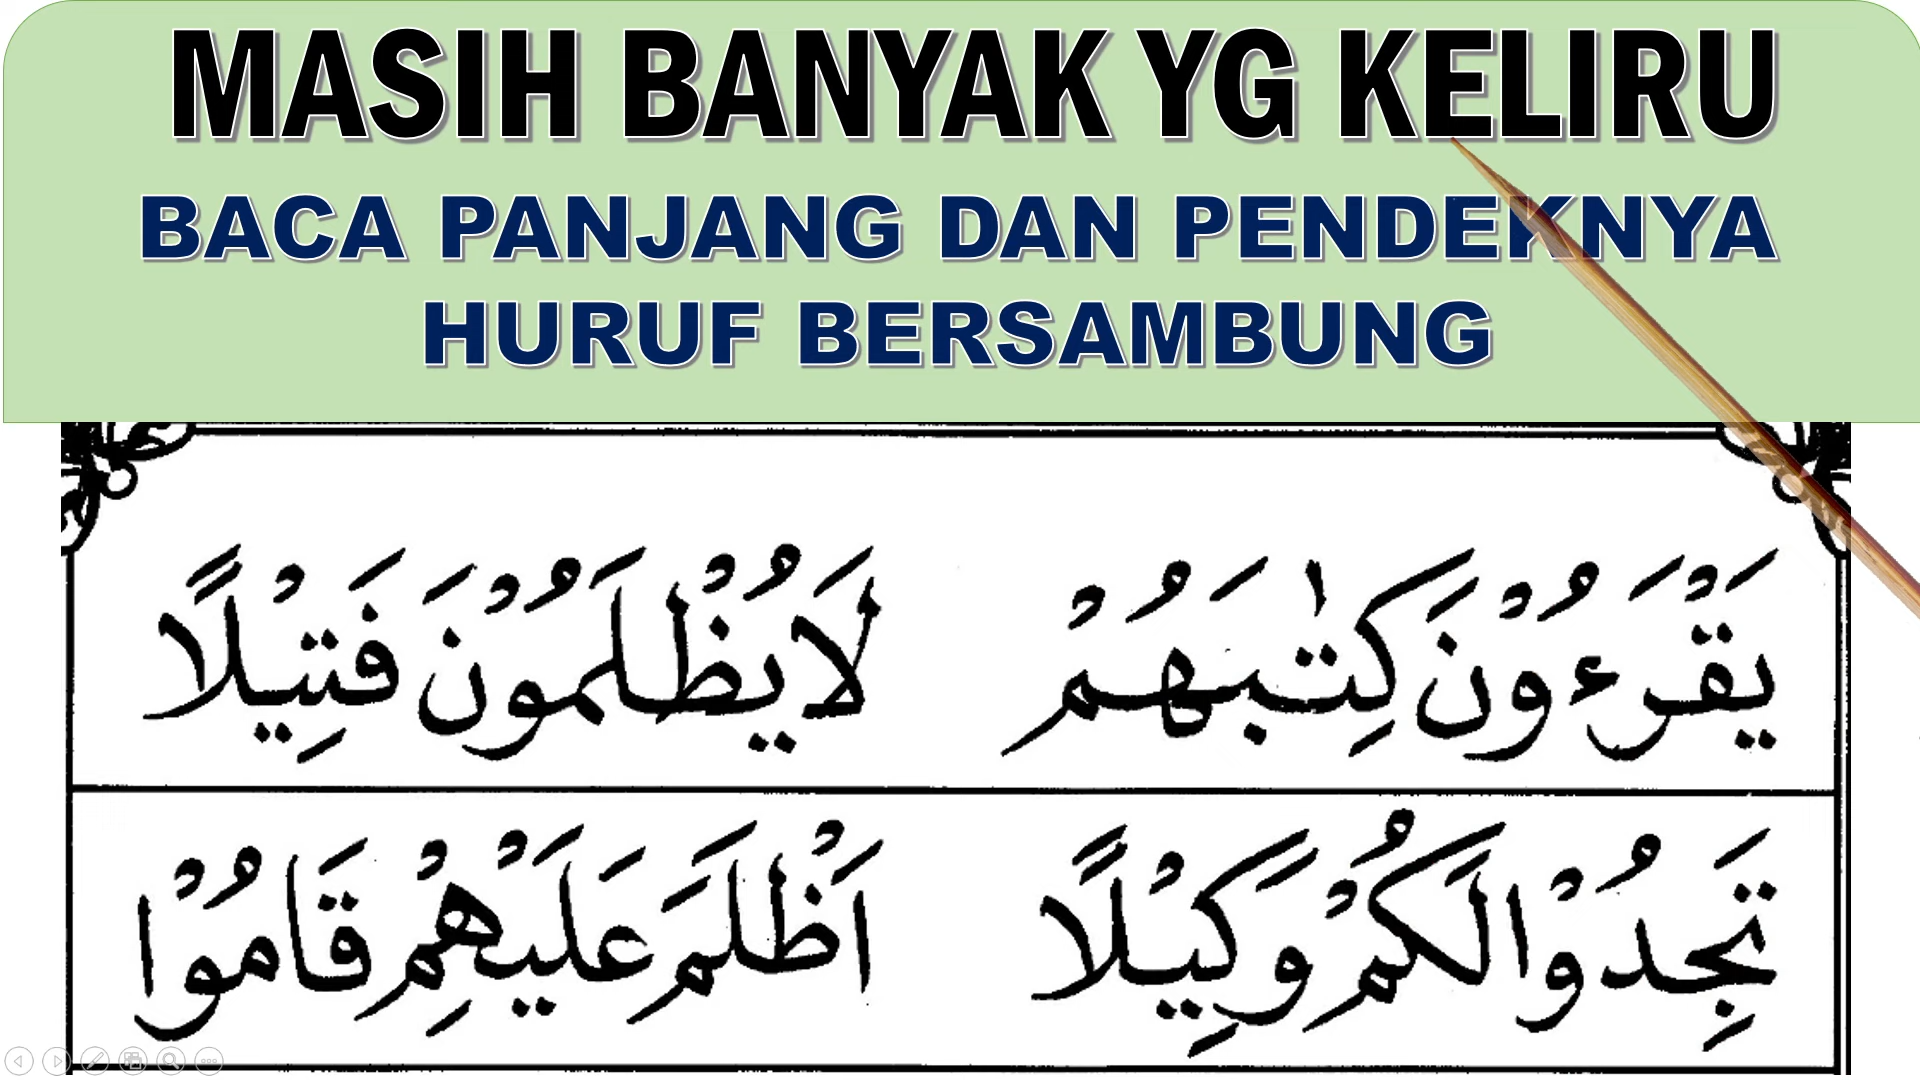 MASIH BANYAK YG KELIRU
BACA PANJANG DAN PENDEKNYA
HURUF BERSAMBUNG
يَقْرَءُوْنَ كِتٰبَهُمْ لَا يُظْلَمُوْنَ فَتِيْلًا
تَجِدُوْا لَكُمْ وَكِيْلًا اَظْلَمَ عَلَيْهِمْ قَامُوْا